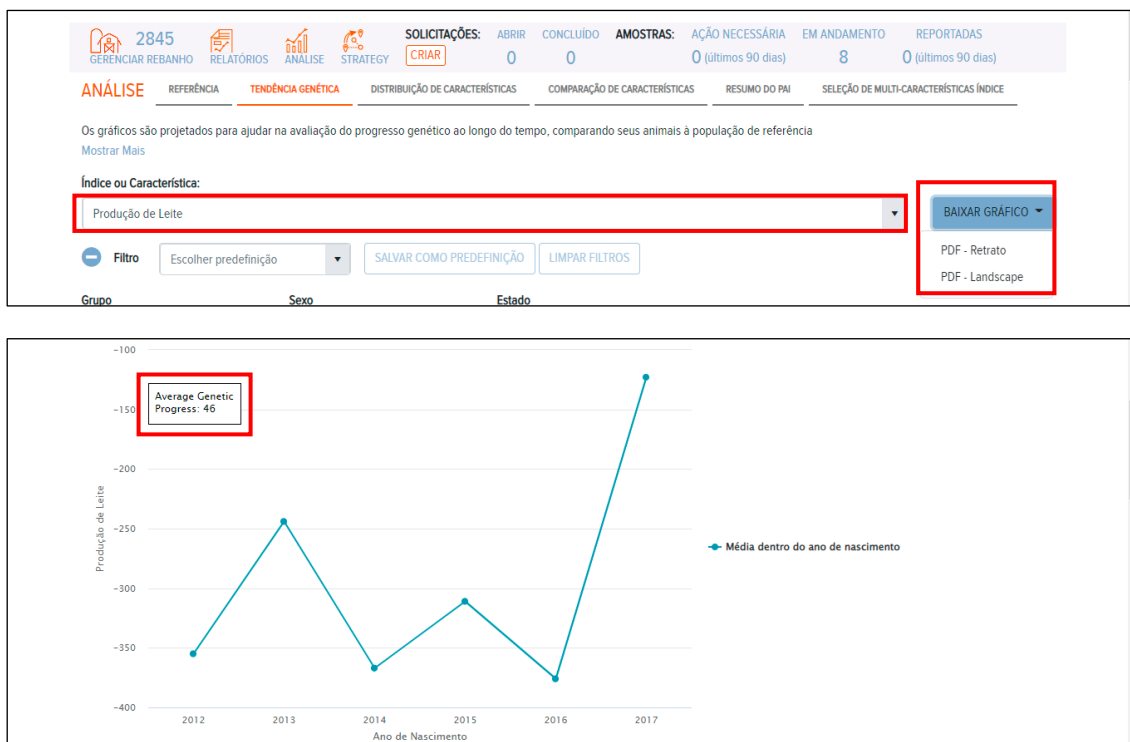 2845 SOLICITAÇÕES: ABRIR CONCLUÍDO AMOSTRAS: AÇÃO NECESSÁRIA EM ANDAMENTO REPORTADAS
GERENCIAR REBANHO RELATÓRIOS ANÁLISE STRATEGY CRIAR 0 0 0 (últimos 90 dias) 8 0 (últimos 90 dias)
ANÁLISE REFERÊNCIA TENDÊNCIA GENÉTICA DISTRIBUIÇÃO DE CARACTERÍSTICAS COMPARAÇÃO DE CARACTERÍSTICAS RESUMO DO PAI SELEÇÃO DE MULTI-CARACTERÍSTICAS ÍNDICE
Os gráficos são projetados para ajudar na avaliação do progresso genético ao longo do tempo, comparando seus animais à população de referência
Mostrar Mais
Índice ou Característica:
Produção de Leite BAIXAR GRÁFICO
PDF - Retrato
PDF - Landscape
Filtro Escolher predefinição SALVAR COMO PREDEFINIÇÃO LIMPAR FILTROS
Grupo Sexo Estado
-100
Average Genetic
Progress: 46
-150
-200
-250
-300
-350
-400
Produção de Leite
Média dentro do ano de nascimento
2012 2013 2014 2015 2016 2017
Ano de Nascimento